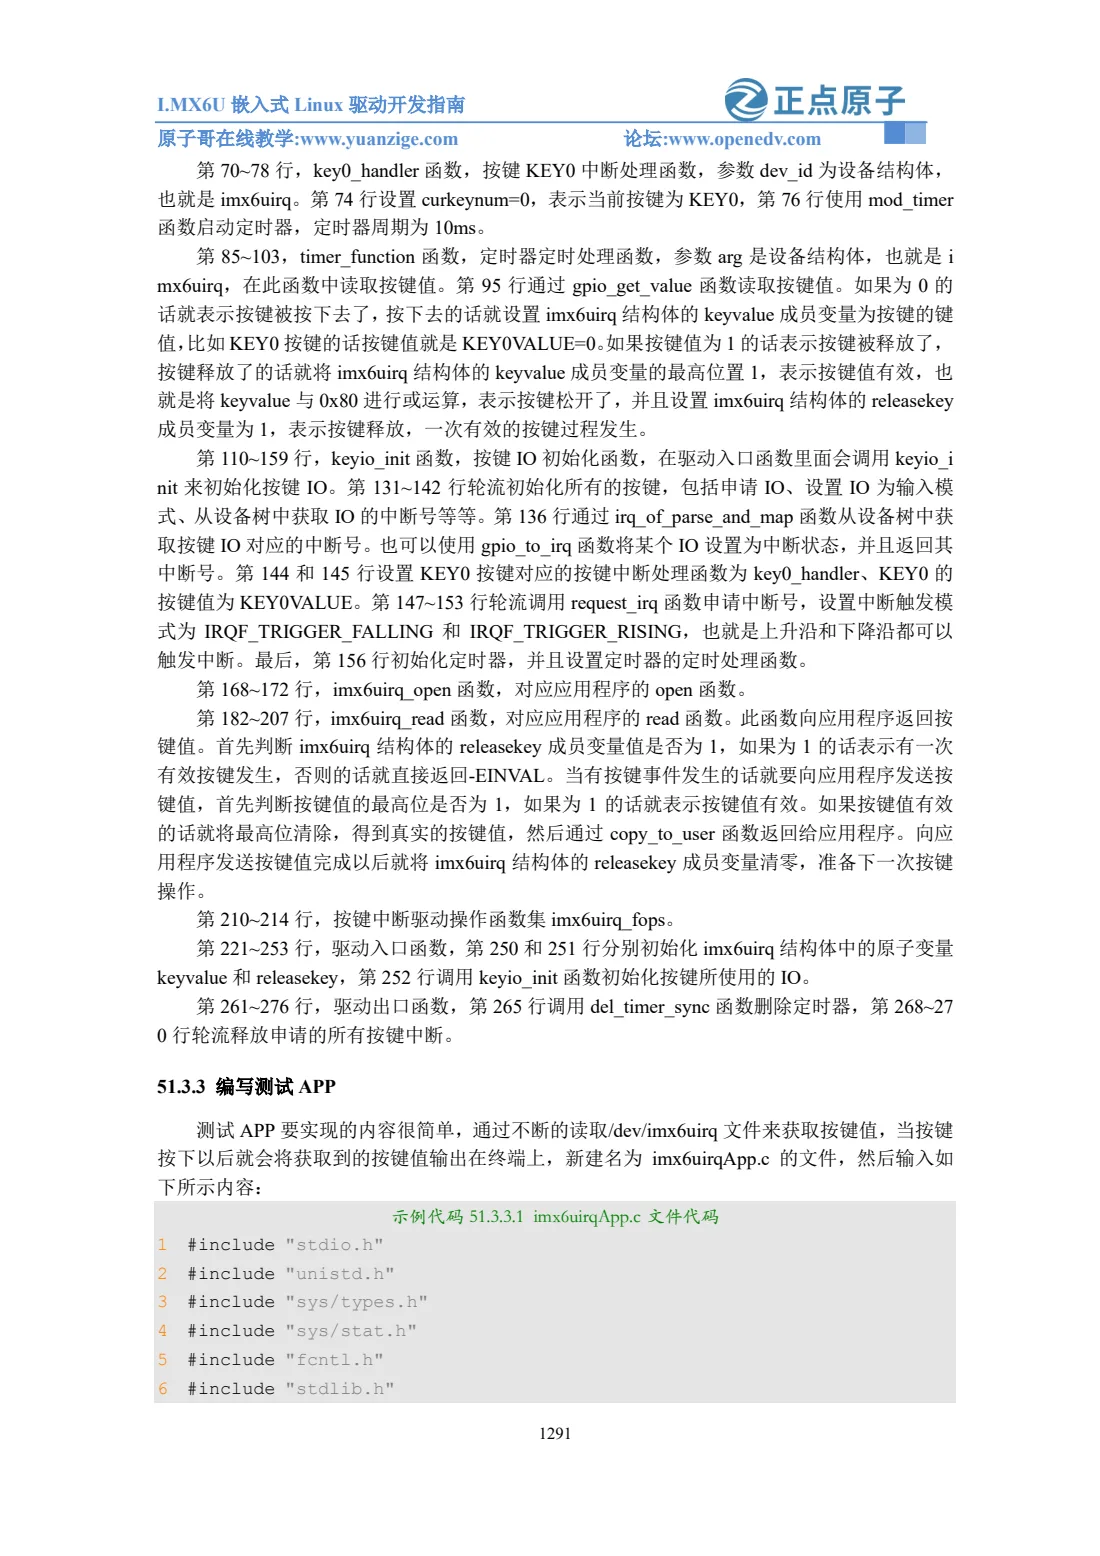 I.MX6U 嵌入式 Linux 驱动开发指南
正点原子
原子哥在线教学:www.yuanzige.com 论坛:www.openedv.com
第 70~78 行，key0_handler 函数，按键 KEY0 中断处理函数，参数 dev_id 为设备结构体，
也就是 imx6uirq。第 74 行设置 curkeynum=0，表示当前按键为 KEY0，第 76 行使用 mod_timer
函数启动定时器，定时器周期为 10ms。
第 85~103，timer_function 函数，定时器定时处理函数，参数 arg 是设备结构体，也就是 i
mx6uirq，在此函数中读取按键值。第 95 行通过 gpio_get_value 函数读取按键值。如果为 0 的
话就表示按键被按下去了，按下去的话就设置 imx6uirq 结构体的 keyvalue 成员变量为按键的键
值，比如 KEY0 按键的话按键值就是 KEY0VALUE=0。如果按键值为 1 的话表示按键被释放了，
按键释放了的话就将 imx6uirq 结构体的 keyvalue 成员变量的最高位置 1，表示按键值有效，也
就是将 keyvalue 与 0x80 进行或运算，表示按键松开了，并且设置 imx6uirq 结构体的 releasekey
成员变量为 1，表示按键释放，一次有效的按键过程发生。
第 110~159 行，keyio_init 函数，按键 IO 初始化函数，在驱动入口函数里面会调用 keyio_i
nit 来初始化按键 IO。第 131~142 行轮流初始化所有的按键，包括申请 IO、设置 IO 为输入模
式、从设备树中获取 IO 的中断号等等。第 136 行通过 irq_of_parse_and_map 函数从设备树中获
取按键 IO 对应的中断号。也可以使用 gpio_to_irq 函数将某个 IO 设置为中断状态，并且返回其
中断号。第 144 和 145 行设置 KEY0 按键对应的按键中断处理函数为 key0_handler、KEY0 的
按键值为 KEY0VALUE。第 147~153 行轮流调用 request_irq 函数申请中断号，设置中断触发模
式为 IRQF_TRIGGER_FALLING 和 IRQF_TRIGGER_RISING，也就是上升沿和下降沿都可以
触发中断。最后，第 156 行初始化定时器，并且设置定时器的定时处理函数。
第 168~172 行，imx6uirq_open 函数，对应应用程序的 open 函数。
第 182~207 行，imx6uirq_read 函数，对应应用程序的 read 函数。此函数向应用程序返回按
键值。首先判断 imx6uirq 结构体的 releasekey 成员变量值是否为 1，如果为 1 的话表示有一次
有效按键发生，否则的话就直接返回-EINVAL。当有按键事件发生的话就要向应用程序发送按
键值，首先判断按键值的最高位是否为 1，如果为 1 的话就表示按键值有效。如果按键值有效
的话就将最高位清除，得到真实的按键值，然后通过 copy_to_user 函数返回给应用程序。向应
用程序发送按键值完成以后就将 imx6uirq 结构体的 releasekey 成员变量清零，准备下一次按键
操作。
第 210~214 行，按键中断驱动操作函数集 imx6uirq_fops。
第 221~253 行，驱动入口函数，第 250 和 251 行分别初始化 imx6uirq 结构体中的原子变量
keyvalue 和 releasekey，第 252 行调用 keyio_init 函数初始化按键所使用的 IO。
第 261~276 行，驱动出口函数，第 265 行调用 del_timer_sync 函数删除定时器，第 268~27
0 行轮流释放申请的所有按键中断。
51.3.3 编写测试 APP
测试 APP 要实现的内容很简单，通过不断的读取/dev/imx6uirq 文件来获取按键值，当按键
按下以后就会将获取到的按键值输出在终端上，新建名为 imx6uirqApp.c 的文件，然后输入如
下所示内容：
示例代码 51.3.3.1 imx6uirqApp.c 文件代码
1 #include "stdio.h"
2 #include "unistd.h"
3 #include "sys/types.h"
4 #include "sys/stat.h"
5 #include "fcntl.h"
6 #include "stdlib.h"
1291